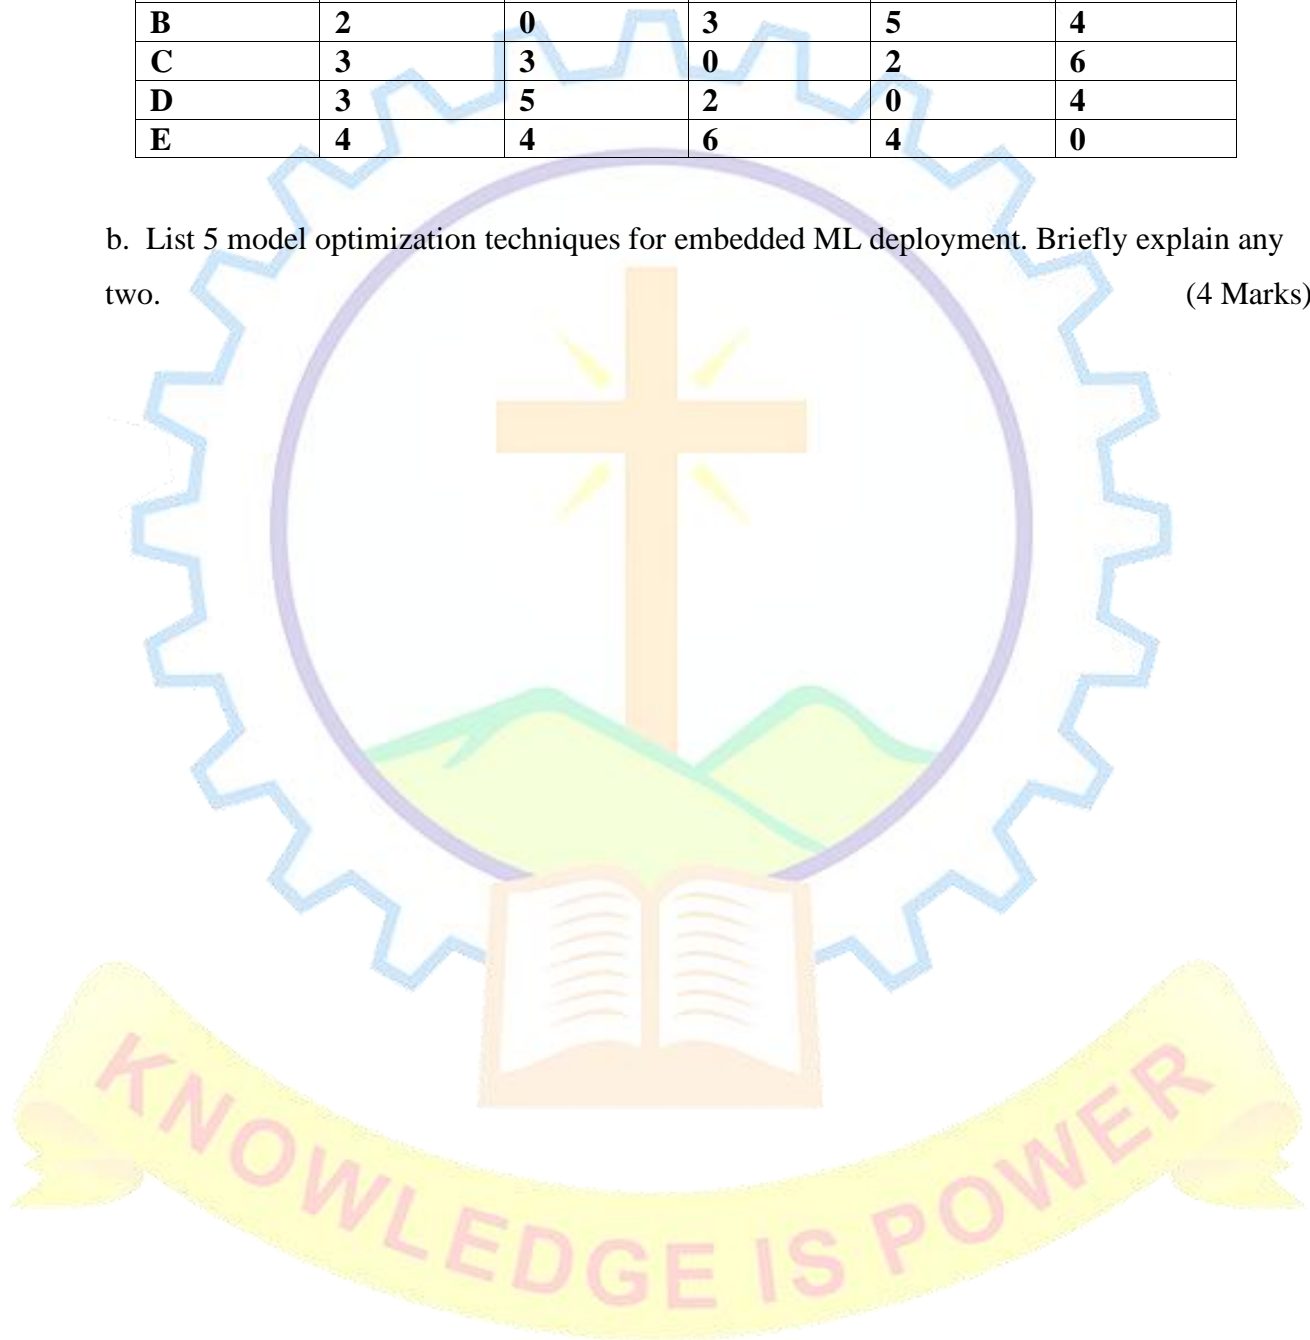 B 2 0 3 5 4
C 3 3 0 2 6
D 3 5 2 0 4
E 4 4 6 4 0
b. List 5 model optimization techniques for embedded ML deployment. Briefly explain any
two. (4 Marks)
KNOWLEDGE IS POWER